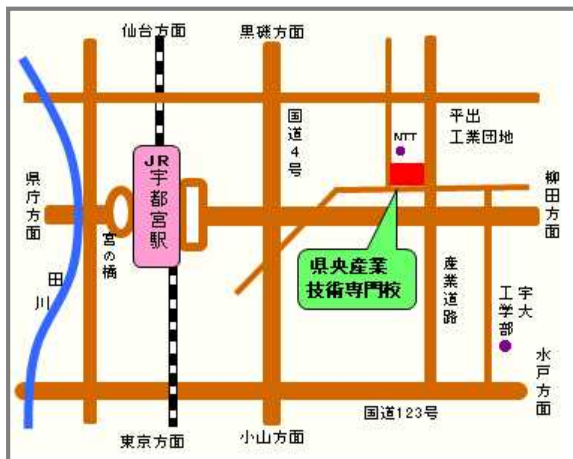 仙台方面
黒磯方面
国道4号
平出
工業団地
NTT
JR
宇都宮駅
県庁方面
宮の橋
柳田方面
県央産業
技術専門校
田川
産業道路
宇大
工学部
水戸方面
国道123号
東京方面
小山方面